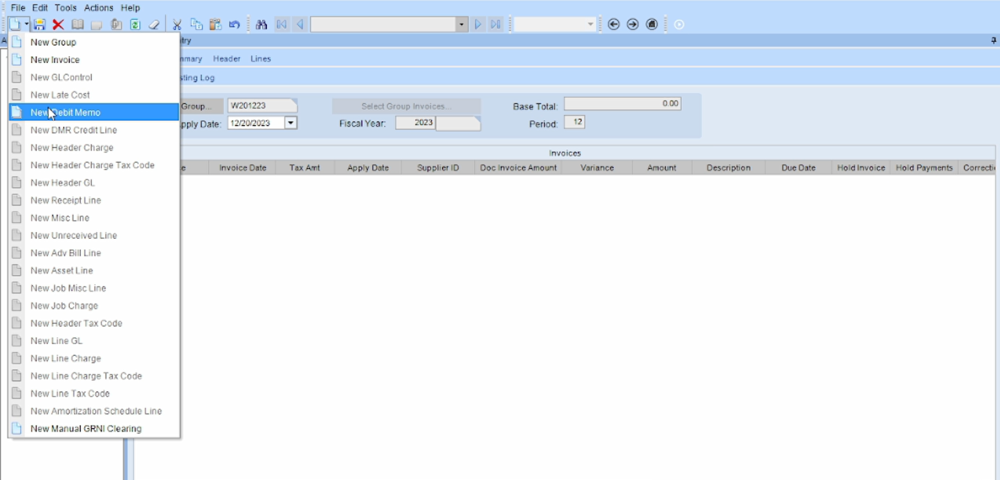 File Edit Tools Actions Help
New Group
New Invoice
New GLControl
New Late Cost
New Debit Memo
New DMR Credit Line
New Header Charge
New Header Charge Tax Code
New Header GL
New Receipt Line
New Misc Line
New Unreceived Line
New Adv Bill Line
New Asset Line
New Job Misc Line
New Job Charge
New Header Tax Code
New Line GL
New Line Charge
New Line Charge Tax Code
New Line Tax Code
New Amortization Schedule Line
New Manual GRNI Clearing
try
mmary Header Lines
sting Log
Group... W201223 Select Group Invoices... Base Total: 0.00
pply Date: 12/20/2023 Fiscal Year: 2023 Period: 12
Invoices
e Invoice Date Tax Amt Apply Date Supplier ID Doc Invoice Amount Variance Amount Description Due Date Hold Invoice Hold Payments Correcti